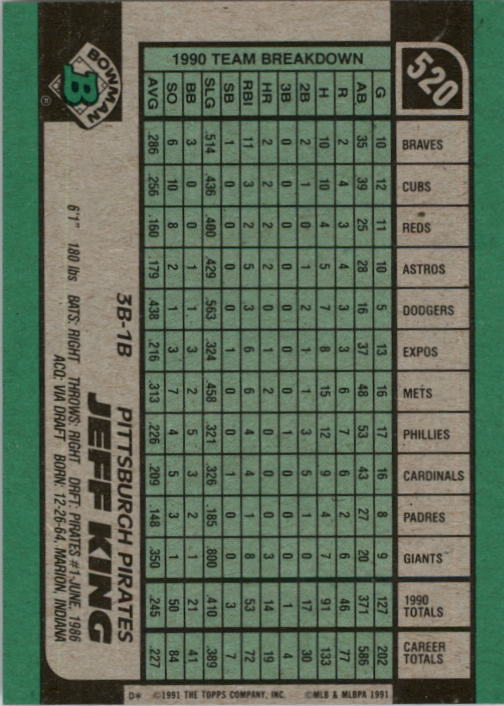 520 BRAVES CUBS REDS ASTROS DODGERS EXPOS METS PHILLIES CARDINALS PADRES GIANTS 1990 TOTALS CAREER TOTALS
1990 TEAM BREAKDOWN
G 10 12 11 10 5 13 16 17 16 8 9 127 202
AB 35 39 25 28 16 37 48 53 43 27 20 371 586
R 2 4 3 4 3 3 6 7 6 2 6 46 77
H 10 10 4 5 7 8 15 12 9 4 7 91 133
2B 2 1 0 1 2 1 1 3 5 1 0 17 30
3B 0 0 0 0 0 0 0 1 0 0 0 1 4
HR 2 2 2 2 0 1 2 0 0 0 3 14 19
RBI 11 3 2 5 3 6 6 4 4 1 8 53 72
SB 1 0 0 0 0 1 0 0 1 0 0 3 7
SLG .514 .436 .400 .429 .563 .324 .458 .321 .326 .185 .800 .410 .389
BB 3 0 0 1 1 3 2 5 3 2 1 21 41
SO 6 10 8 2 1 3 7 4 5 3 1 50 84
AVG .286 .256 .160 .179 .438 .216 .313 .226 .209 .148 .350 .245 .227
BOWMAN
B
®
3B-1B PITTSBURGH PIRATES
JEFF KING
6'1" 180 lbs BATS: RIGHT THROWS: RIGHT DRFT: PIRATES #1-JUNE, 1986
ACQ: VIA DRAFT BORN: 12-26-64, MARION, INDIANA
D* ©1991 THE TOPPS COMPANY, INC. ©MLB & MLBPA 1991